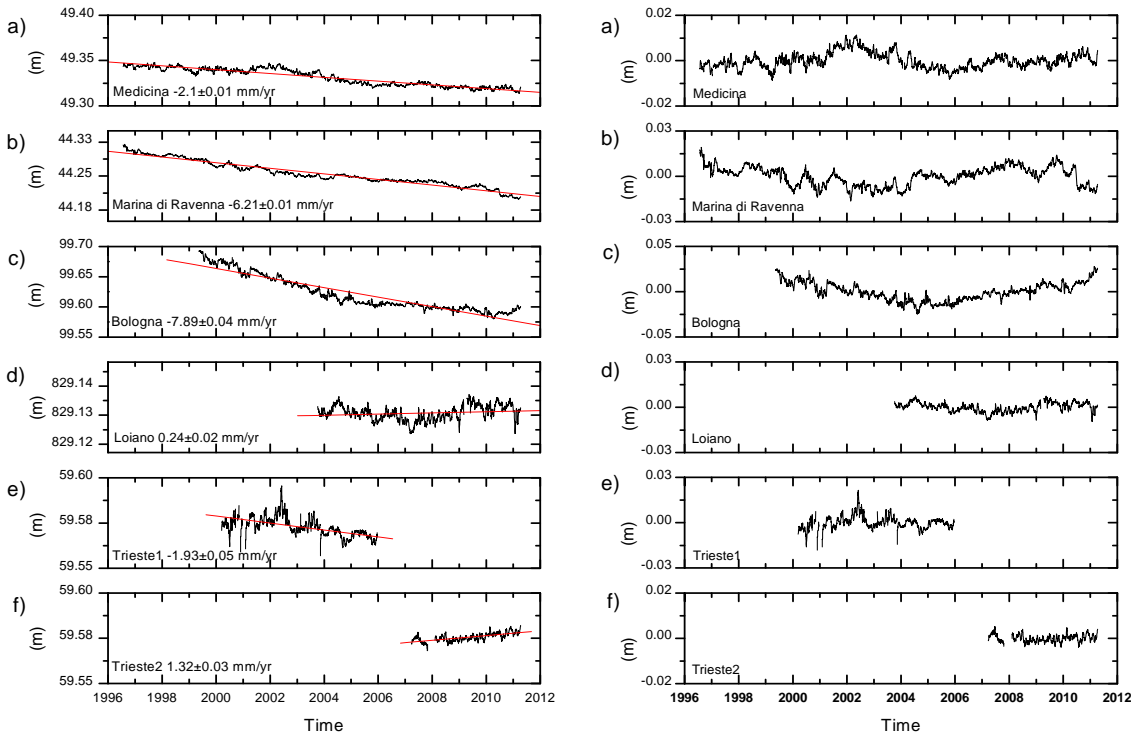 a)
49.40
49.35
49.30
(m)
Medicina -2.1±0.01 mm/yr
b)
44.33
44.25
44.18
(m)
Marina di Ravenna -6.21±0.01 mm/yr
c)
99.70
99.65
99.60
99.55
(m)
Bologna -7.89±0.04 mm/yr
d)
829.14
829.13
829.12
(m)
Loiano 0.24±0.02 mm/yr
e)
59.60
59.58
59.55
(m)
Trieste1 -1.93±0,05 mm/yr
f)
59.60
59.58
59.55
(m)
Trieste2 1.32±0.03 mm/yr
1996 1998 2000 2002 2004 2006 2008 2010 2012
Time
a)
0.02
0.00
-0.02
(m)
Medicina
b)
0.03
0.00
-0.03
(m)
Marina di Ravenna
c)
0.05
0.00
-0.05
(m)
Bologna
d)
0.03
0.00
-0.03
(m)
Loiano
e)
0.03
0.00
-0.03
(m)
Trieste1
f)
0.02
0.00
-0.02
(m)
Trieste2
1996 1998 2000 2002 2004 2006 2008 2010 2012
Time